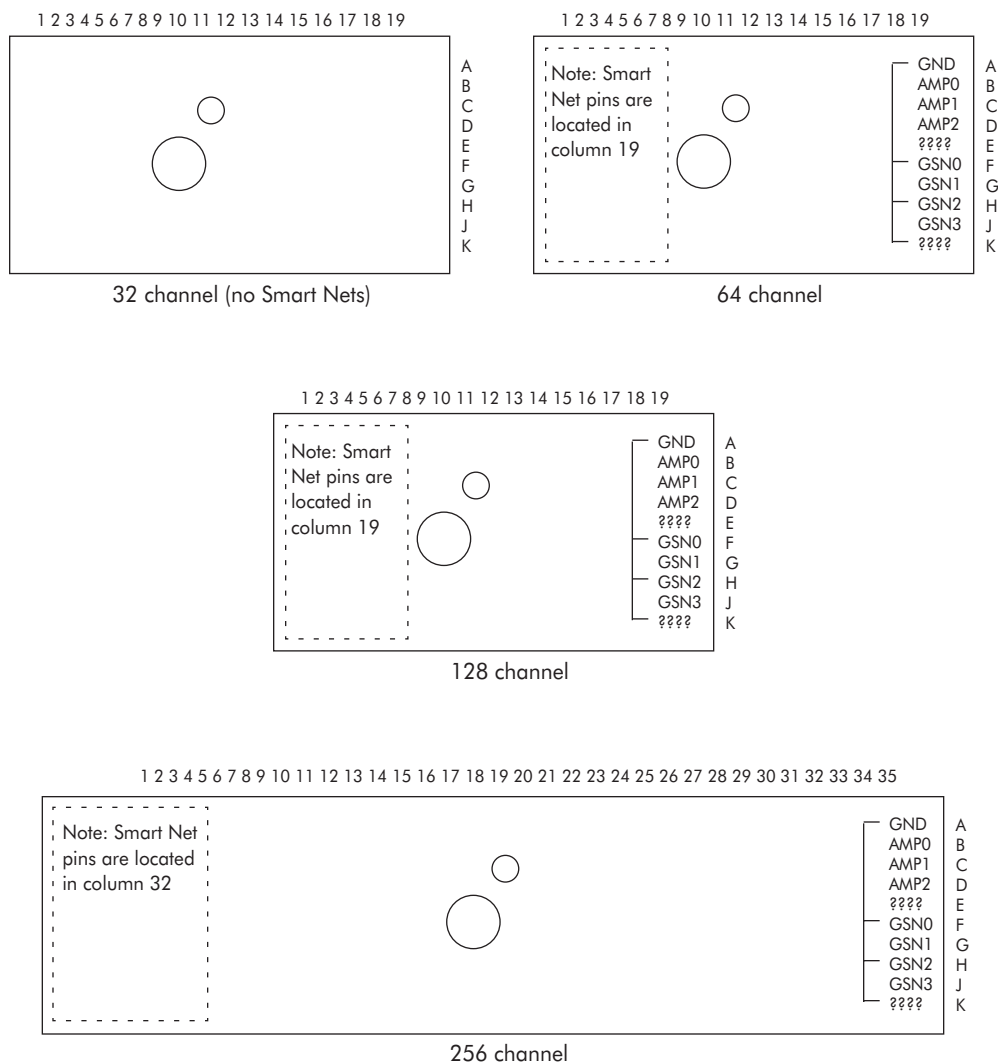 1 2 3 4 5 6 7 8 9 10 11 12 13 14 15 16 17 18 19
A
B
C
D
E
F
G
H
J
K
32 channel (no Smart Nets)
1 2 3 4 5 6 7 8 9 10 11 12 13 14 15 16 17 18 19
Note: Smart
Net pins are
located in
column 19
GND A
AMP0 B
AMP1 C
AMP2 D
???? E
GSN0 F
GSN1 G
GSN2 H
GSN3 J
???? K
64 channel
1 2 3 4 5 6 7 8 9 10 11 12 13 14 15 16 17 18 19
Note: Smart
Net pins are
located in
column 19
GND A
AMP0 B
AMP1 C
AMP2 D
???? E
GSN0 F
GSN1 G
GSN2 H
GSN3 J
???? K
128 channel
1 2 3 4 5 6 7 8 9 10 11 12 13 14 15 16 17 18 19 20 21 22 23 24 25 26 27 28 29 30 31 32 33 34 35
Note: Smart Net
pins are located
in column 32
GND A
AMP0 B
AMP1 C
AMP2 D
???? E
GSN0 F
GSN1 G
GSN2 H
GSN3 J
???? K
256 channel